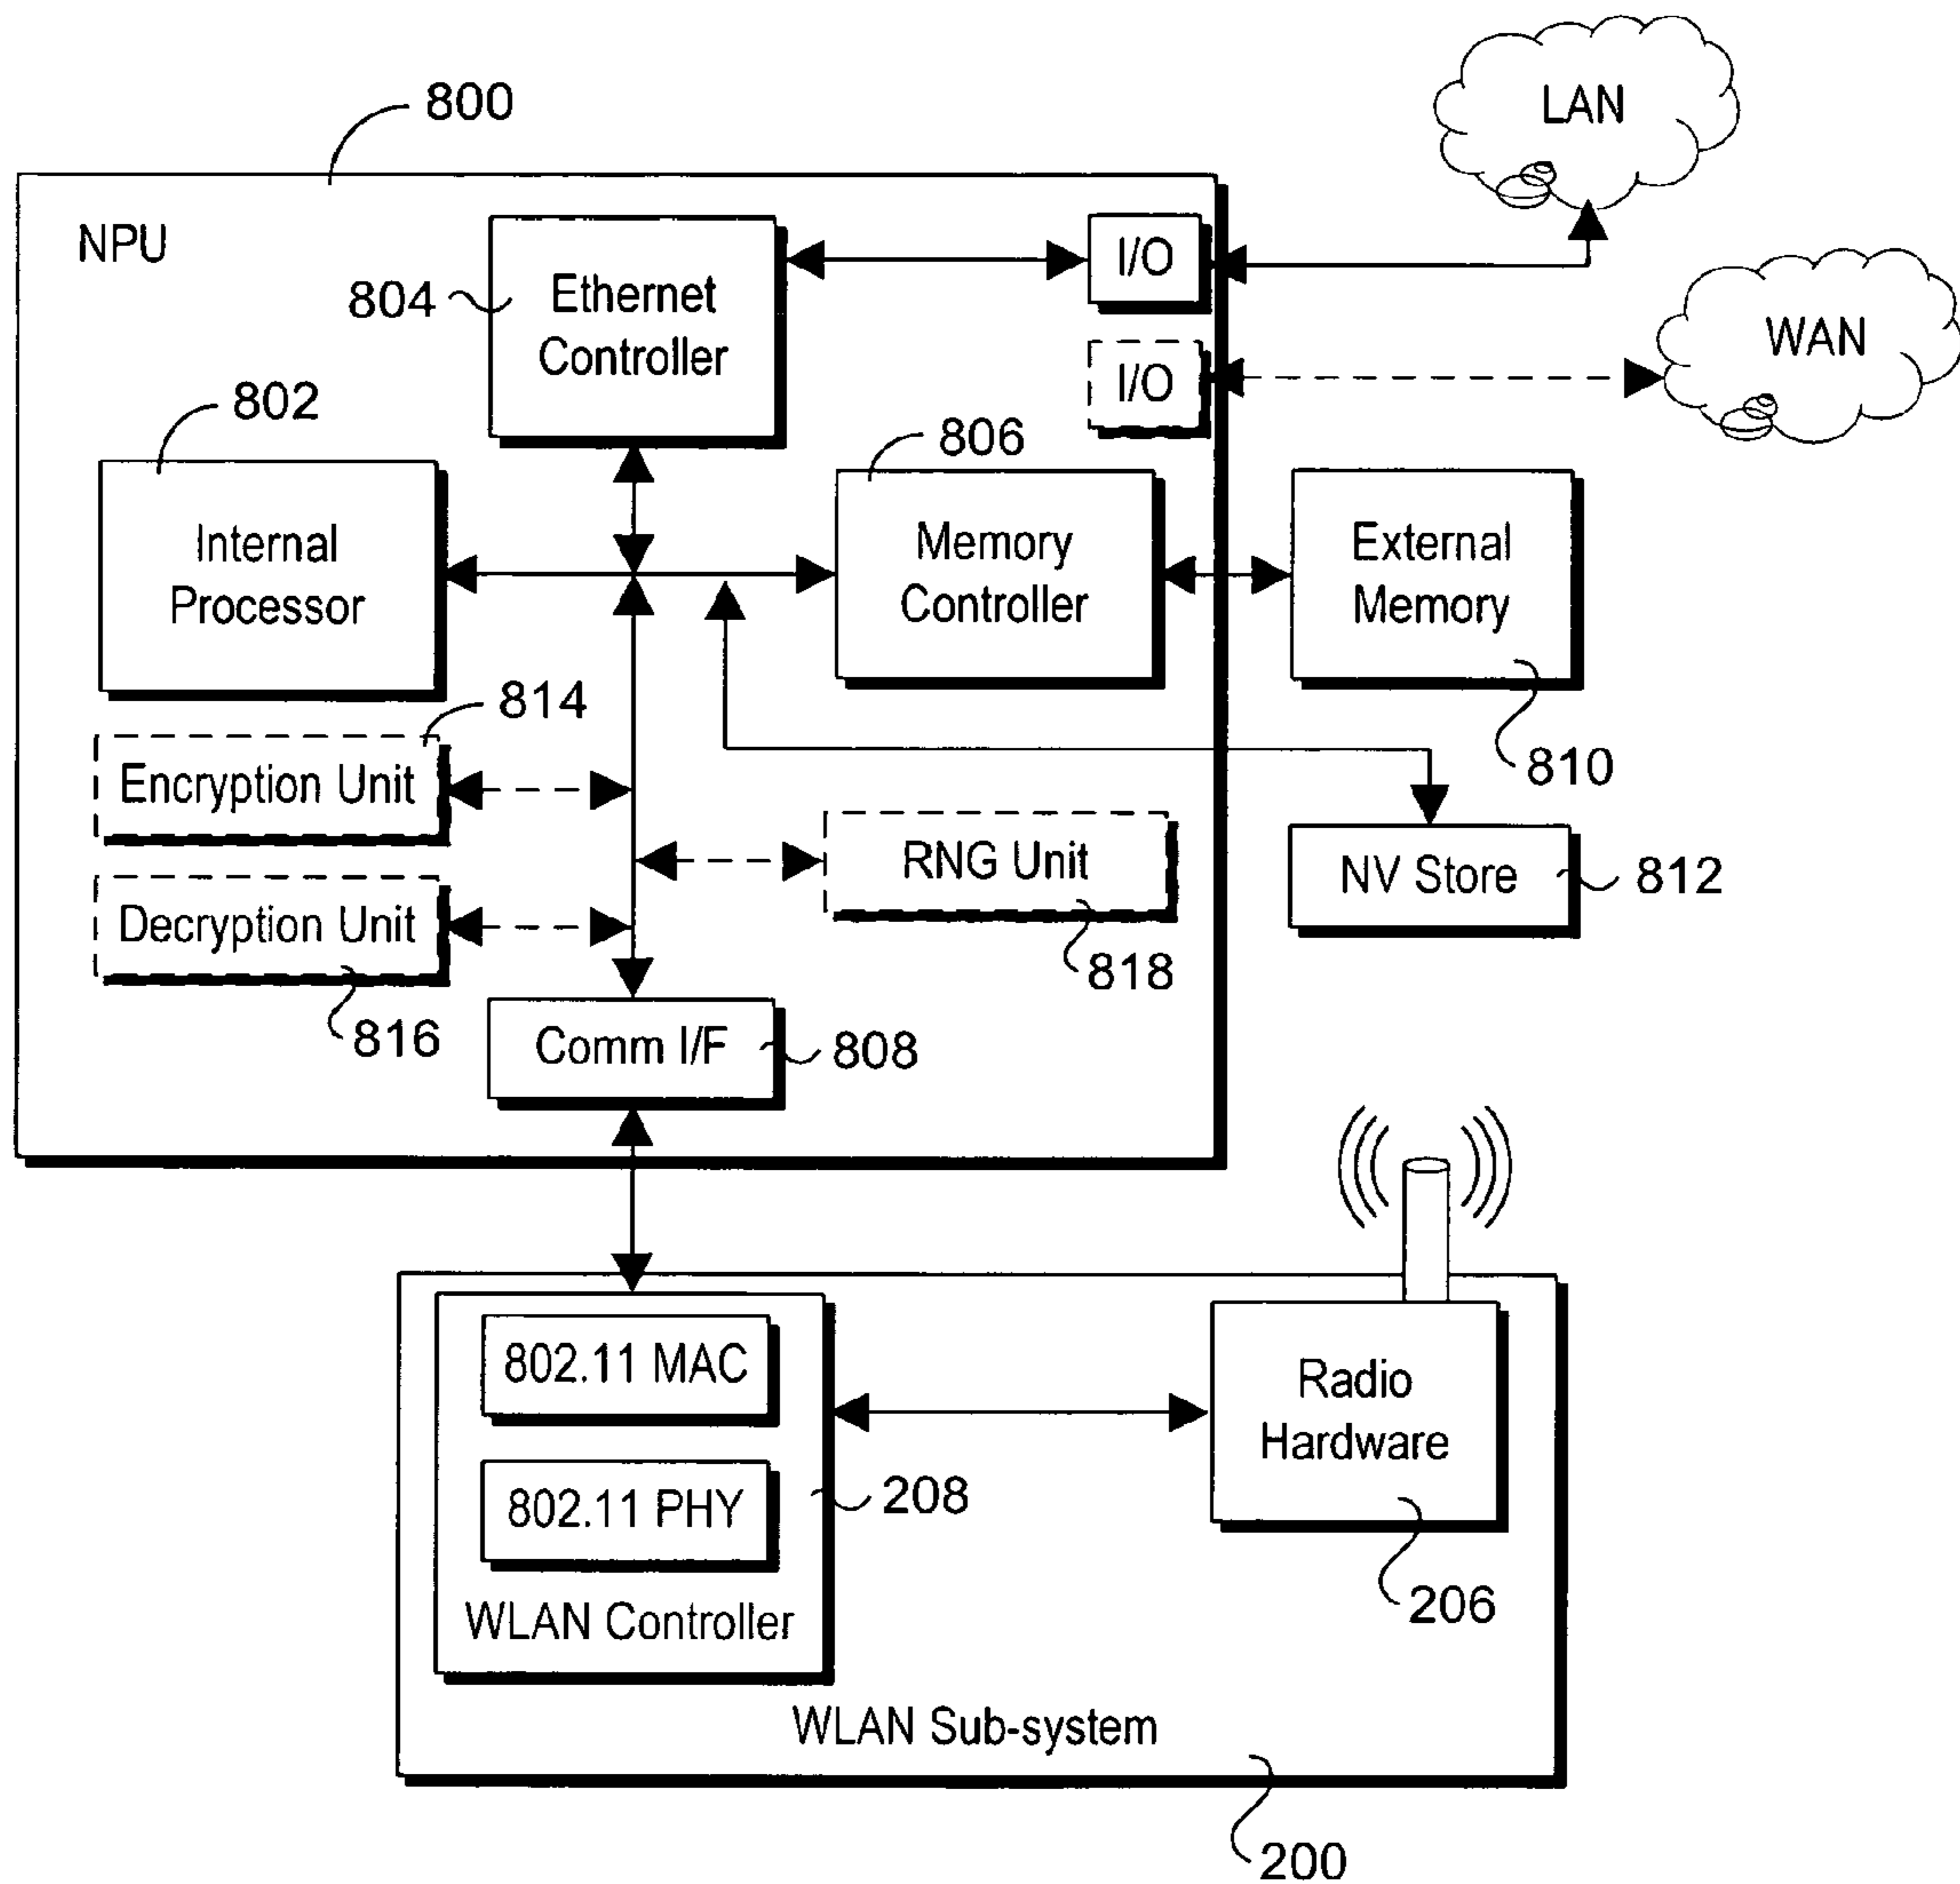 800
LAN
NPU
I/O
804
Ethernet
Controller
WAN
I/O
802
806
Internal
Processor
Memory
Controller
External
Memory
814
Encryption Unit
810
RNG Unit
NV Store
812
Decryption Unit
818
816
Comm I/F
808
802.11 MAC
Radio
Hardware
802.11 PHY
208
206
WLAN Controller
WLAN Sub-system
200